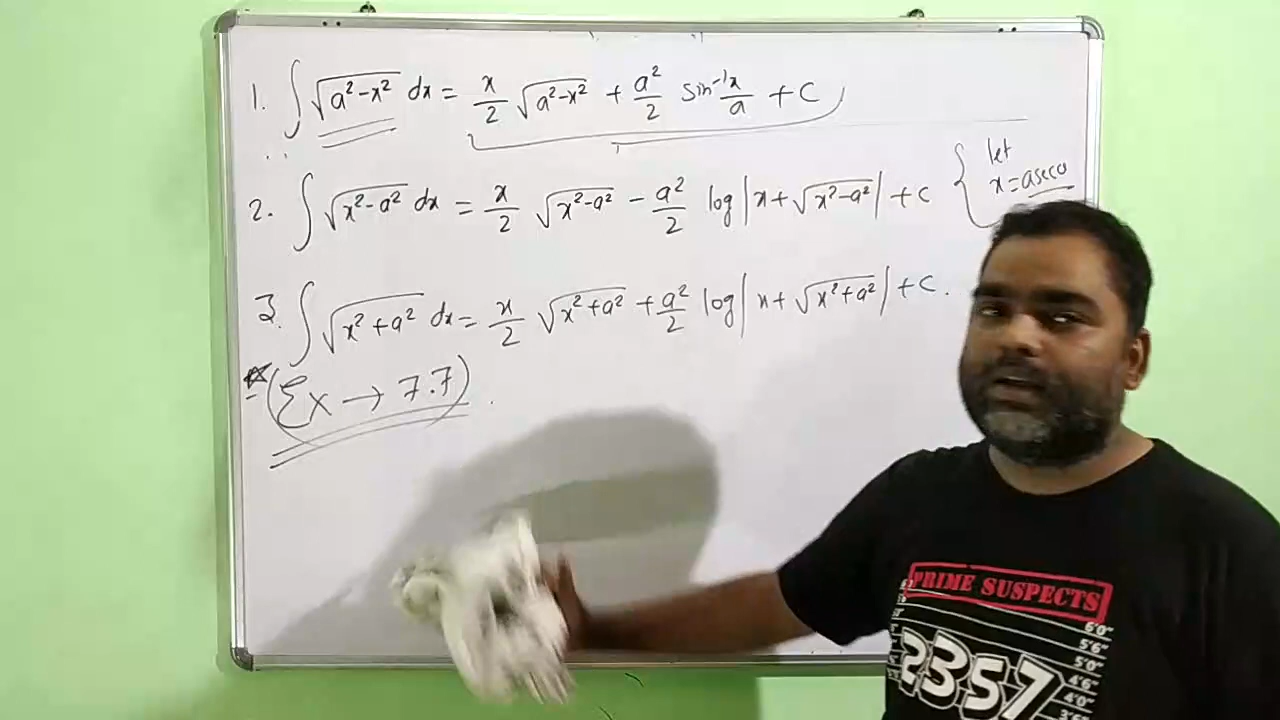 1. ∫ √(a²-x²) dx = x/2 √(a²-x²) + a²/2 sin⁻¹ x/a + C
2. ∫ √(x²-a²) dx = x/2 √(x²-a²) - a²/2 log|x+√(x²-a²)| + C
{ let
x = a secθ
3. ∫ √(x²+a²) dx = x/2 √(x²+a²) + a²/2 log|x+√(x²+a²)| + C.
(Ex → 7.7)
PRIME SUSPECTS
6'0"
5'6"
5'0"
4'6"
4'0"
2357